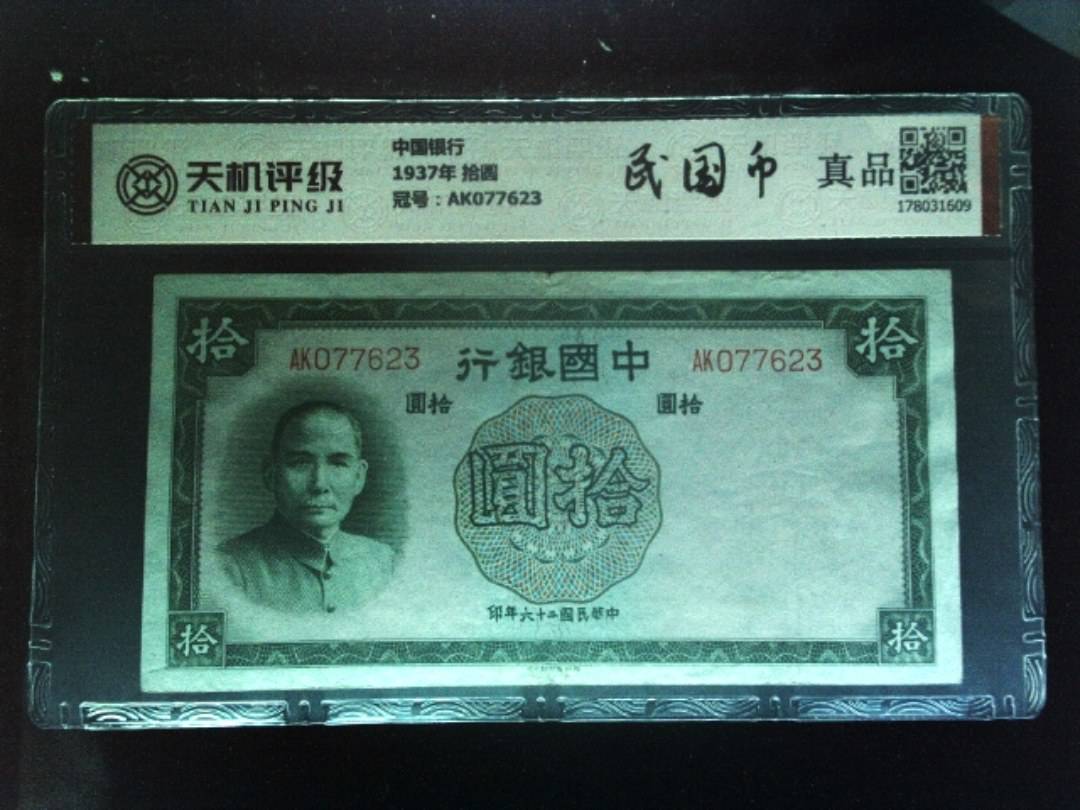 天机评级
TIAN JI PING JI
中国银行
1937年 拾圆
冠号：AK077623
民国币
真品
178031609
拾
拾
AK077623
行銀國中
AK077623
圓拾
圓拾
圓拾
印年六十二國民華中
拾
拾